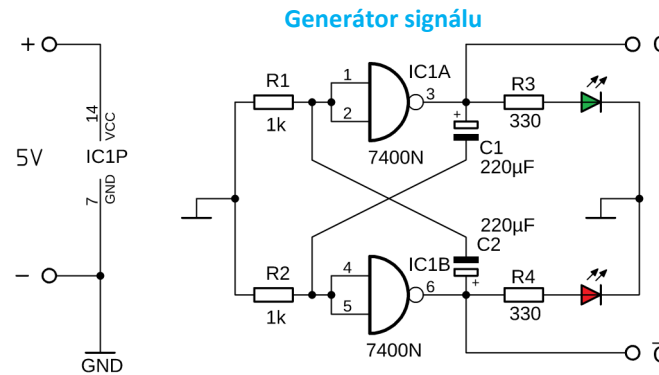 Generátor signálu
+
5V
−
14
VCC
IC1P
7
GND
GND
R1
1k
1
2
IC1A
3
7400N
+
C1
220µF
R3
330
220µF
C2
+
R2
1k
4
5
IC1B
6
7400N
R4
330